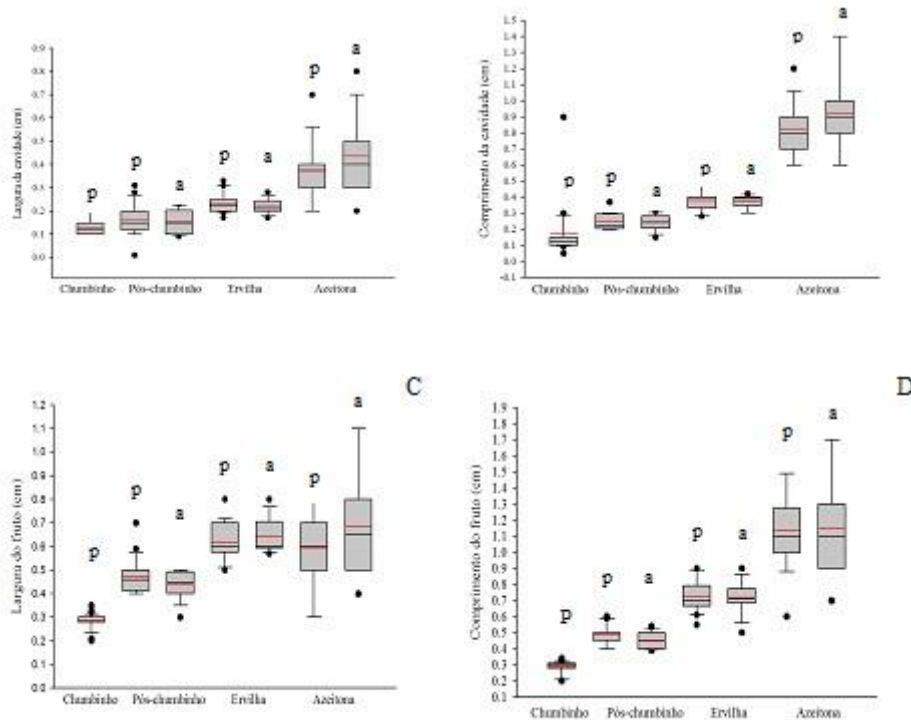 a
p
0.9
0.8
0.7
0.6
0.5
0.4
0.3
0.2
0.1
0.0
Largura da cavidade (cm)
p
p
a
p
a
Chumbinho Pós-chumbinho Ervilha Azeitona
a
p
1.5
1.4
1.3
1.2
1.1
1.0
0.9
0.8
0.7
0.6
0.5
0.4
0.3
0.2
0.1
0.0
-0.1
Comprimento da cavidade (cm)
p
p
a
p
a
Chumbinho Pós-chumbinho Ervilha Azeitona
C
a
1.2
1.1
1.0
0.9
0.8
0.7
0.6
0.5
0.4
0.3
0.2
0.1
0.0
Largura do fruto (cm)
p
p
a
p
a
p
Chumbinho Pós-chumbinho Ervilha Azeitona
D
a
p
1.9
1.8
1.7
1.6
1.5
1.4
1.3
1.2
1.1
1.0
0.9
0.8
0.7
0.6
0.5
0.4
0.3
0.2
0.1
Comprimento do fruto (cm)
p
p
a
p
a
Chumbinho Pós-chumbinho Ervilha Azeitona